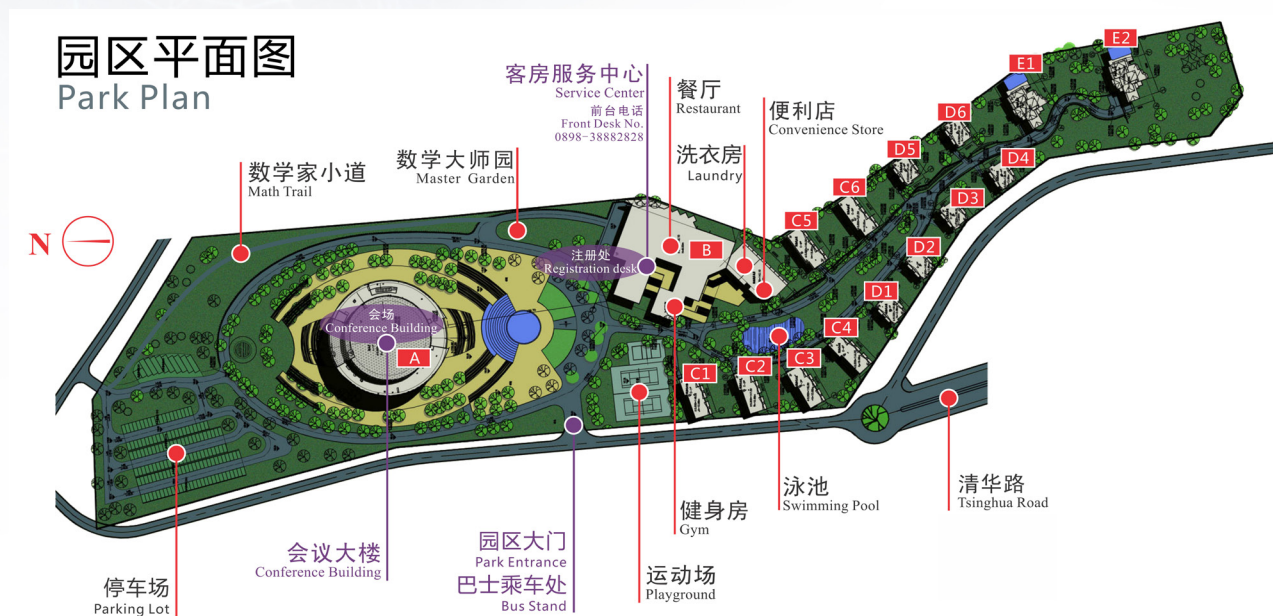 园区平面图
Park Plan
客房服务中心
Service Center
前台电话
Front Desk No.
0898-38882828
餐厅
Restaurant
便利店
Convenience Store
洗衣房
Laundry
数学家小道
Math Trail
数学大师园
Master Garden
N
注册处
Registration desk
会场
Conference Building
A
B
C1
C2
C3
C4
C5
C6
D1
D2
D3
D4
D5
D6
E1
E2
停车场
Parking Lot
会议大楼
Conference Building
园区大门
Park Entrance
巴士乘车处
Bus Stand
运动场
Playground
健身房
Gym
泳池
Swimming Pool
清华路
Tsinghua Road